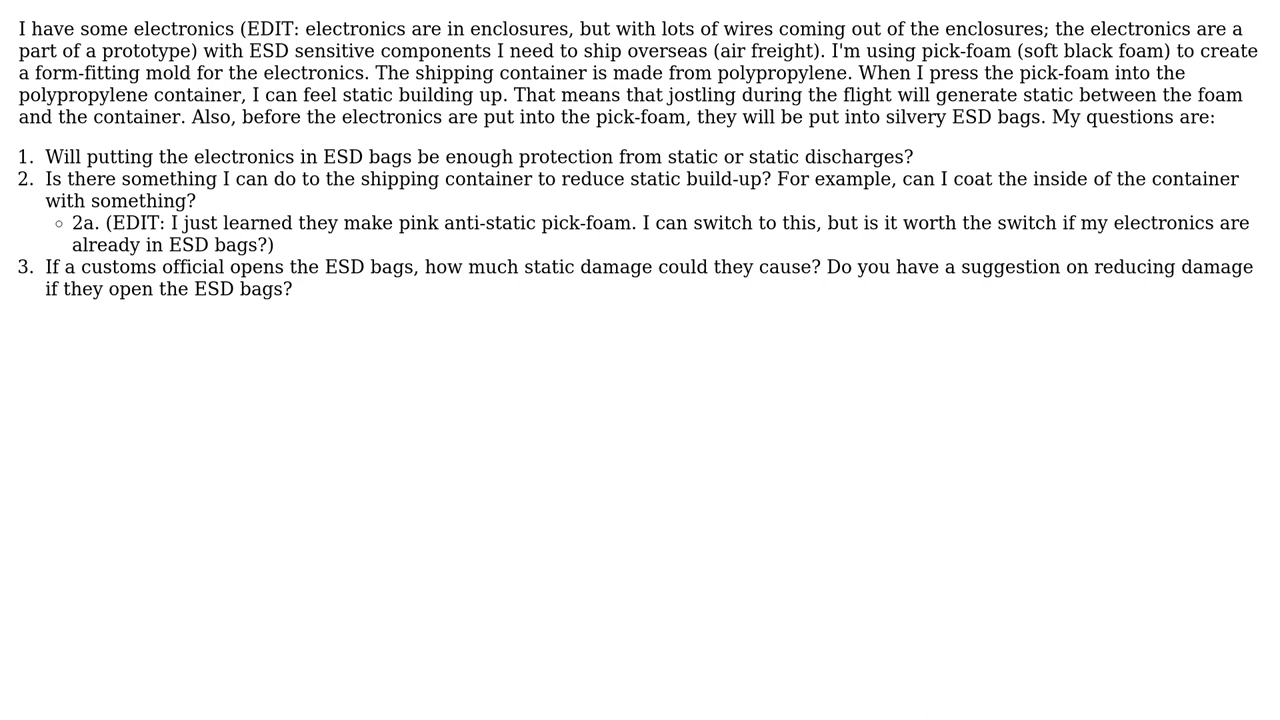 I have some electronics (EDIT: electronics are in enclosures, but with lots of wires coming out of the enclosures; the electronics are a
part of a prototype) with ESD sensitive components I need to ship overseas (air freight). I'm using pick-foam (soft black foam) to create
a form-fitting mold for the electronics. The shipping container is made from polypropylene. When I press the pick-foam into the
polypropylene container, I can feel static building up. That means that jostling during the flight will generate static between the foam
and the container. Also, before the electronics are put into the pick-foam, they will be put into silvery ESD bags. My questions are:
1. Will putting the electronics in ESD bags be enough protection from static or static discharges?
2. Is there something I can do to the shipping container to reduce static build-up? For example, can I coat the inside of the container
with something?
◦ 2a. (EDIT: I just learned they make pink anti-static pick-foam. I can switch to this, but is it worth the switch if my electronics are
already in ESD bags?)
3. If a customs official opens the ESD bags, how much static damage could they cause? Do you have a suggestion on reducing damage
if they open the ESD bags?